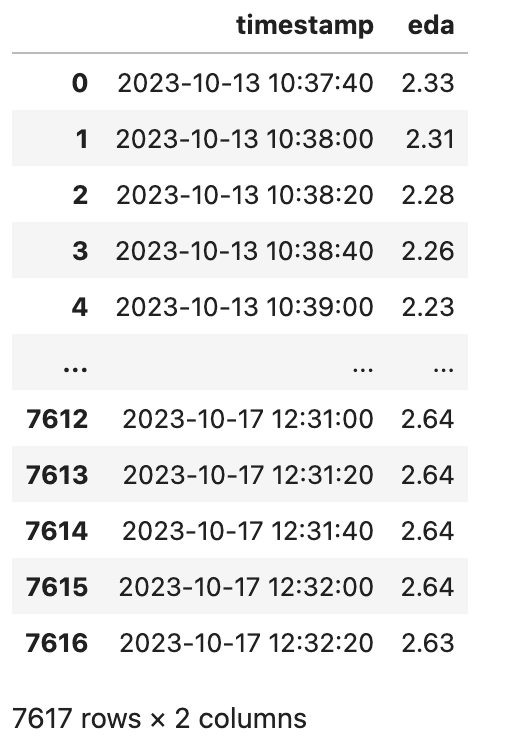 timestamp eda
0 2023-10-13 10:37:40 2.33
1 2023-10-13 10:38:00 2.31
2 2023-10-13 10:38:20 2.28
3 2023-10-13 10:38:40 2.26
4 2023-10-13 10:39:00 2.23
... ... ...
7612 2023-10-17 12:31:00 2.64
7613 2023-10-17 12:31:20 2.64
7614 2023-10-17 12:31:40 2.64
7615 2023-10-17 12:32:00 2.64
7616 2023-10-17 12:32:20 2.63
7617 rows × 2 columns